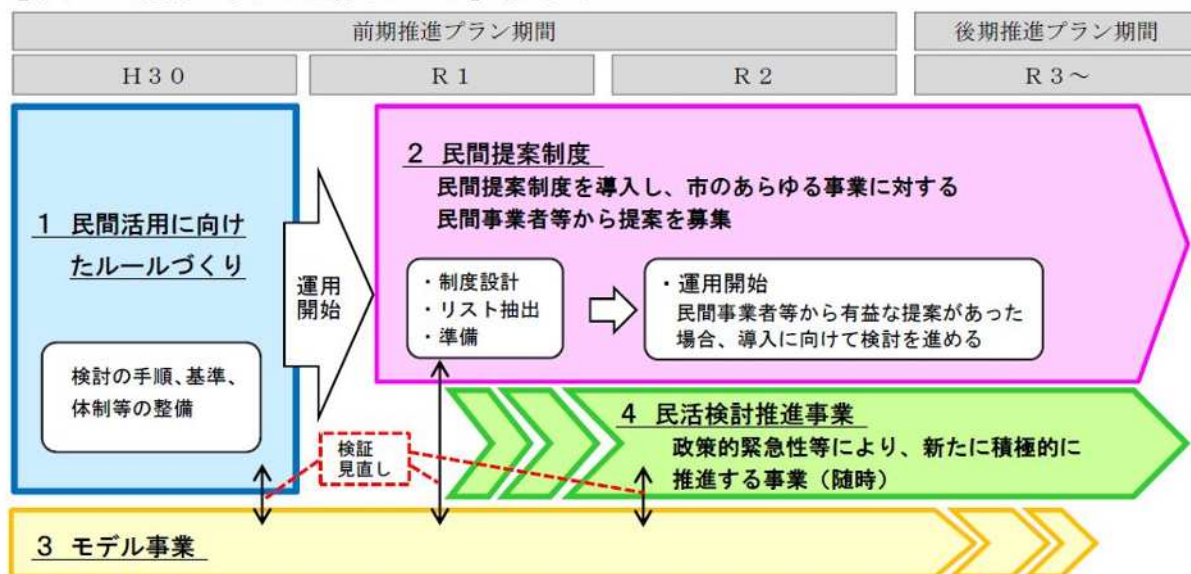 前期推進プラン期間
後期推進プラン期間
H30
R1
R2
R3~
1 民間活用に向け
たルールづくり
検討の手順、基準、
体制等の整備
運用
開始
2 民間提案制度
民間提案制度を導入し、市のあらゆる事業に対する
民間事業者等から提案を募集
・制度設計
・リスト抽出
・準備
・運用開始
民間事業者等から有益な提案があった
場合、導入に向けて検討を進める
4 民活検討推進事業
政策的緊急性等により、新たに積極的に
推進する事業（随時）
検証
見直し
3 モデル事業